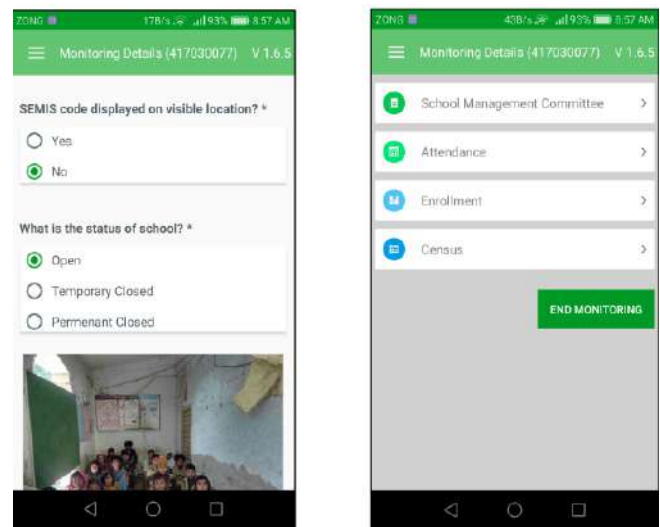 ZONG 17B/s 93% 8:57 AM
Monitoring Details (417030077) V 1.6.5
SEMIS code displayed on visible location? *
Yes
No
What is the status of school? *
Open
Temporary Closed
Permenant Closed
ZONG 43B/s 93% 8:57 AM
Monitoring Details (417030077) V 1.6.5
School Management Committee
Attendance
Enrollment
Census
END MONITORING